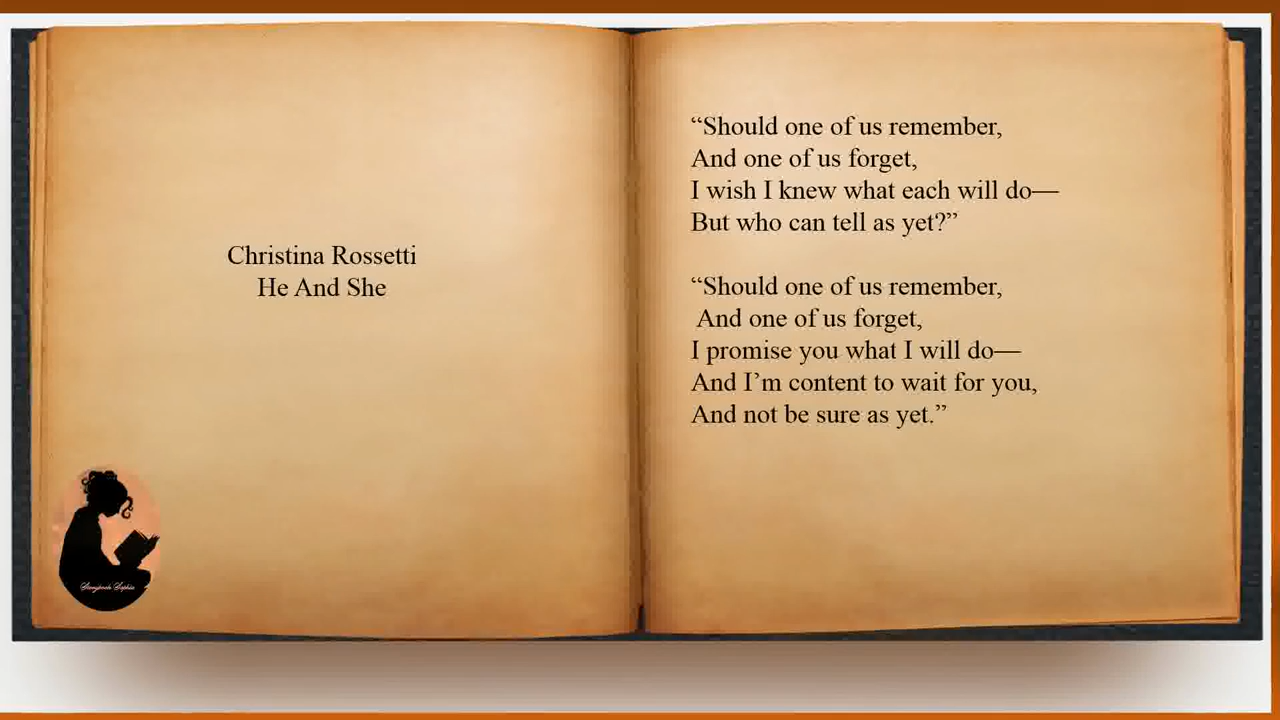 Christina Rossetti
He And She
“Should one of us remember,
And one of us forget,
I wish I knew what each will do—
But who can tell as yet?”
“Should one of us remember,
And one of us forget,
I promise you what I will do—
And I’m content to wait for you,
And not be sure as yet.”
Storybook Sophia